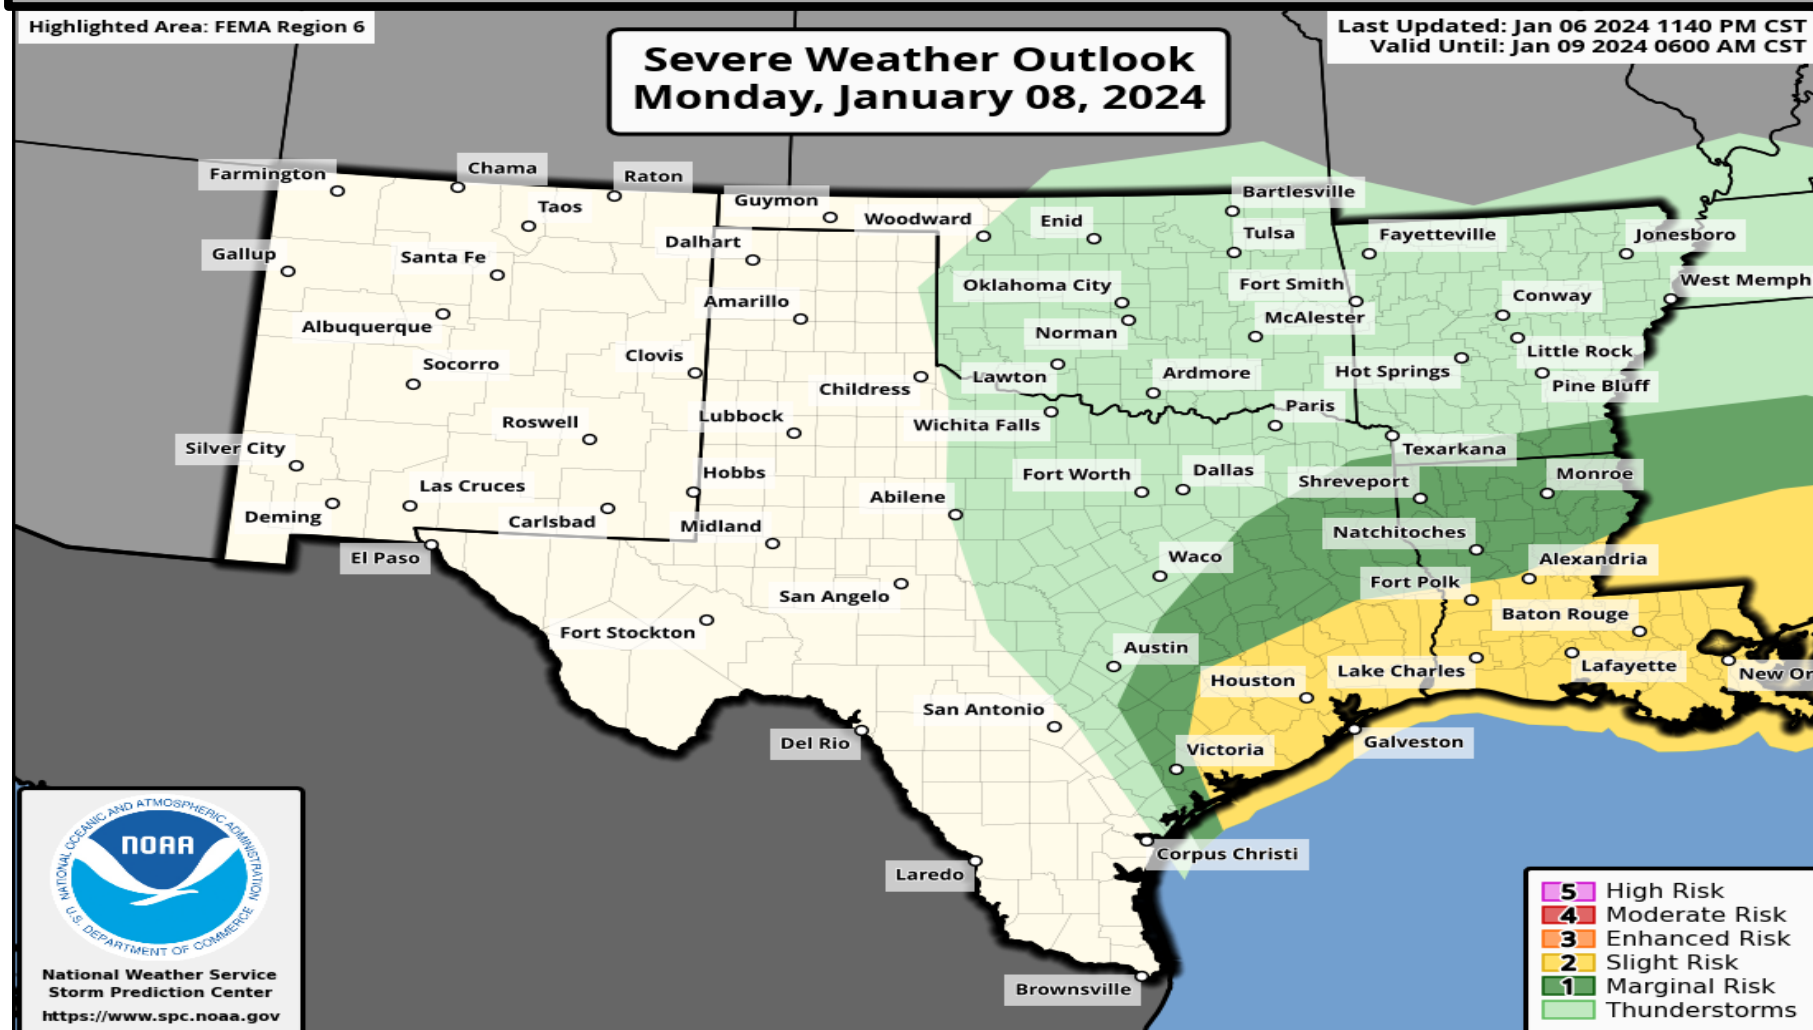 Highlighted Area: FEMA Region 6
Severe Weather Outlook
Monday, January 08, 2024
Last Updated: Jan 06 2024 1140 PM CST
Valid Until: Jan 09 2024 0600 AM CST
Farmington
Chama
Raton
Taos
Guymon
Woodward
Enid
Bartlesville
Tulsa
Fayetteville
Jonesboro
Gallup
Santa Fe
Dalhart
Oklahoma City
Fort Smith
Conway
West Memph
Albuquerque
Amarillo
Norman
McAlester
Little Rock
Socorro
Clovis
Childress
Lawton
Ardmore
Hot Springs
Pine Bluff
Roswell
Lubbock
Wichita Falls
Paris
Texarkana
Silver City
Las Cruces
Hobbs
Abilene
Fort Worth
Dallas
Shreveport
Monroe
Deming
Carlsbad
Midland
Natchitoches
El Paso
Waco
Alexandria
San Angelo
Fort Polk
Fort Stockton
Baton Rouge
Austin
Houston
Lake Charles
Lafayette
New Or
San Antonio
Del Rio
Victoria
Galveston
Laredo
Corpus Christi
Brownsville
NATIONAL OCEANIC AND ATMOSPHERIC ADMINISTRATION
NOAA
U.S. DEPARTMENT OF COMMERCE
National Weather Service
Storm Prediction Center
https://www.spc.noaa.gov
5 High Risk
4 Moderate Risk
3 Enhanced Risk
2 Slight Risk
1 Marginal Risk
Thunderstorms